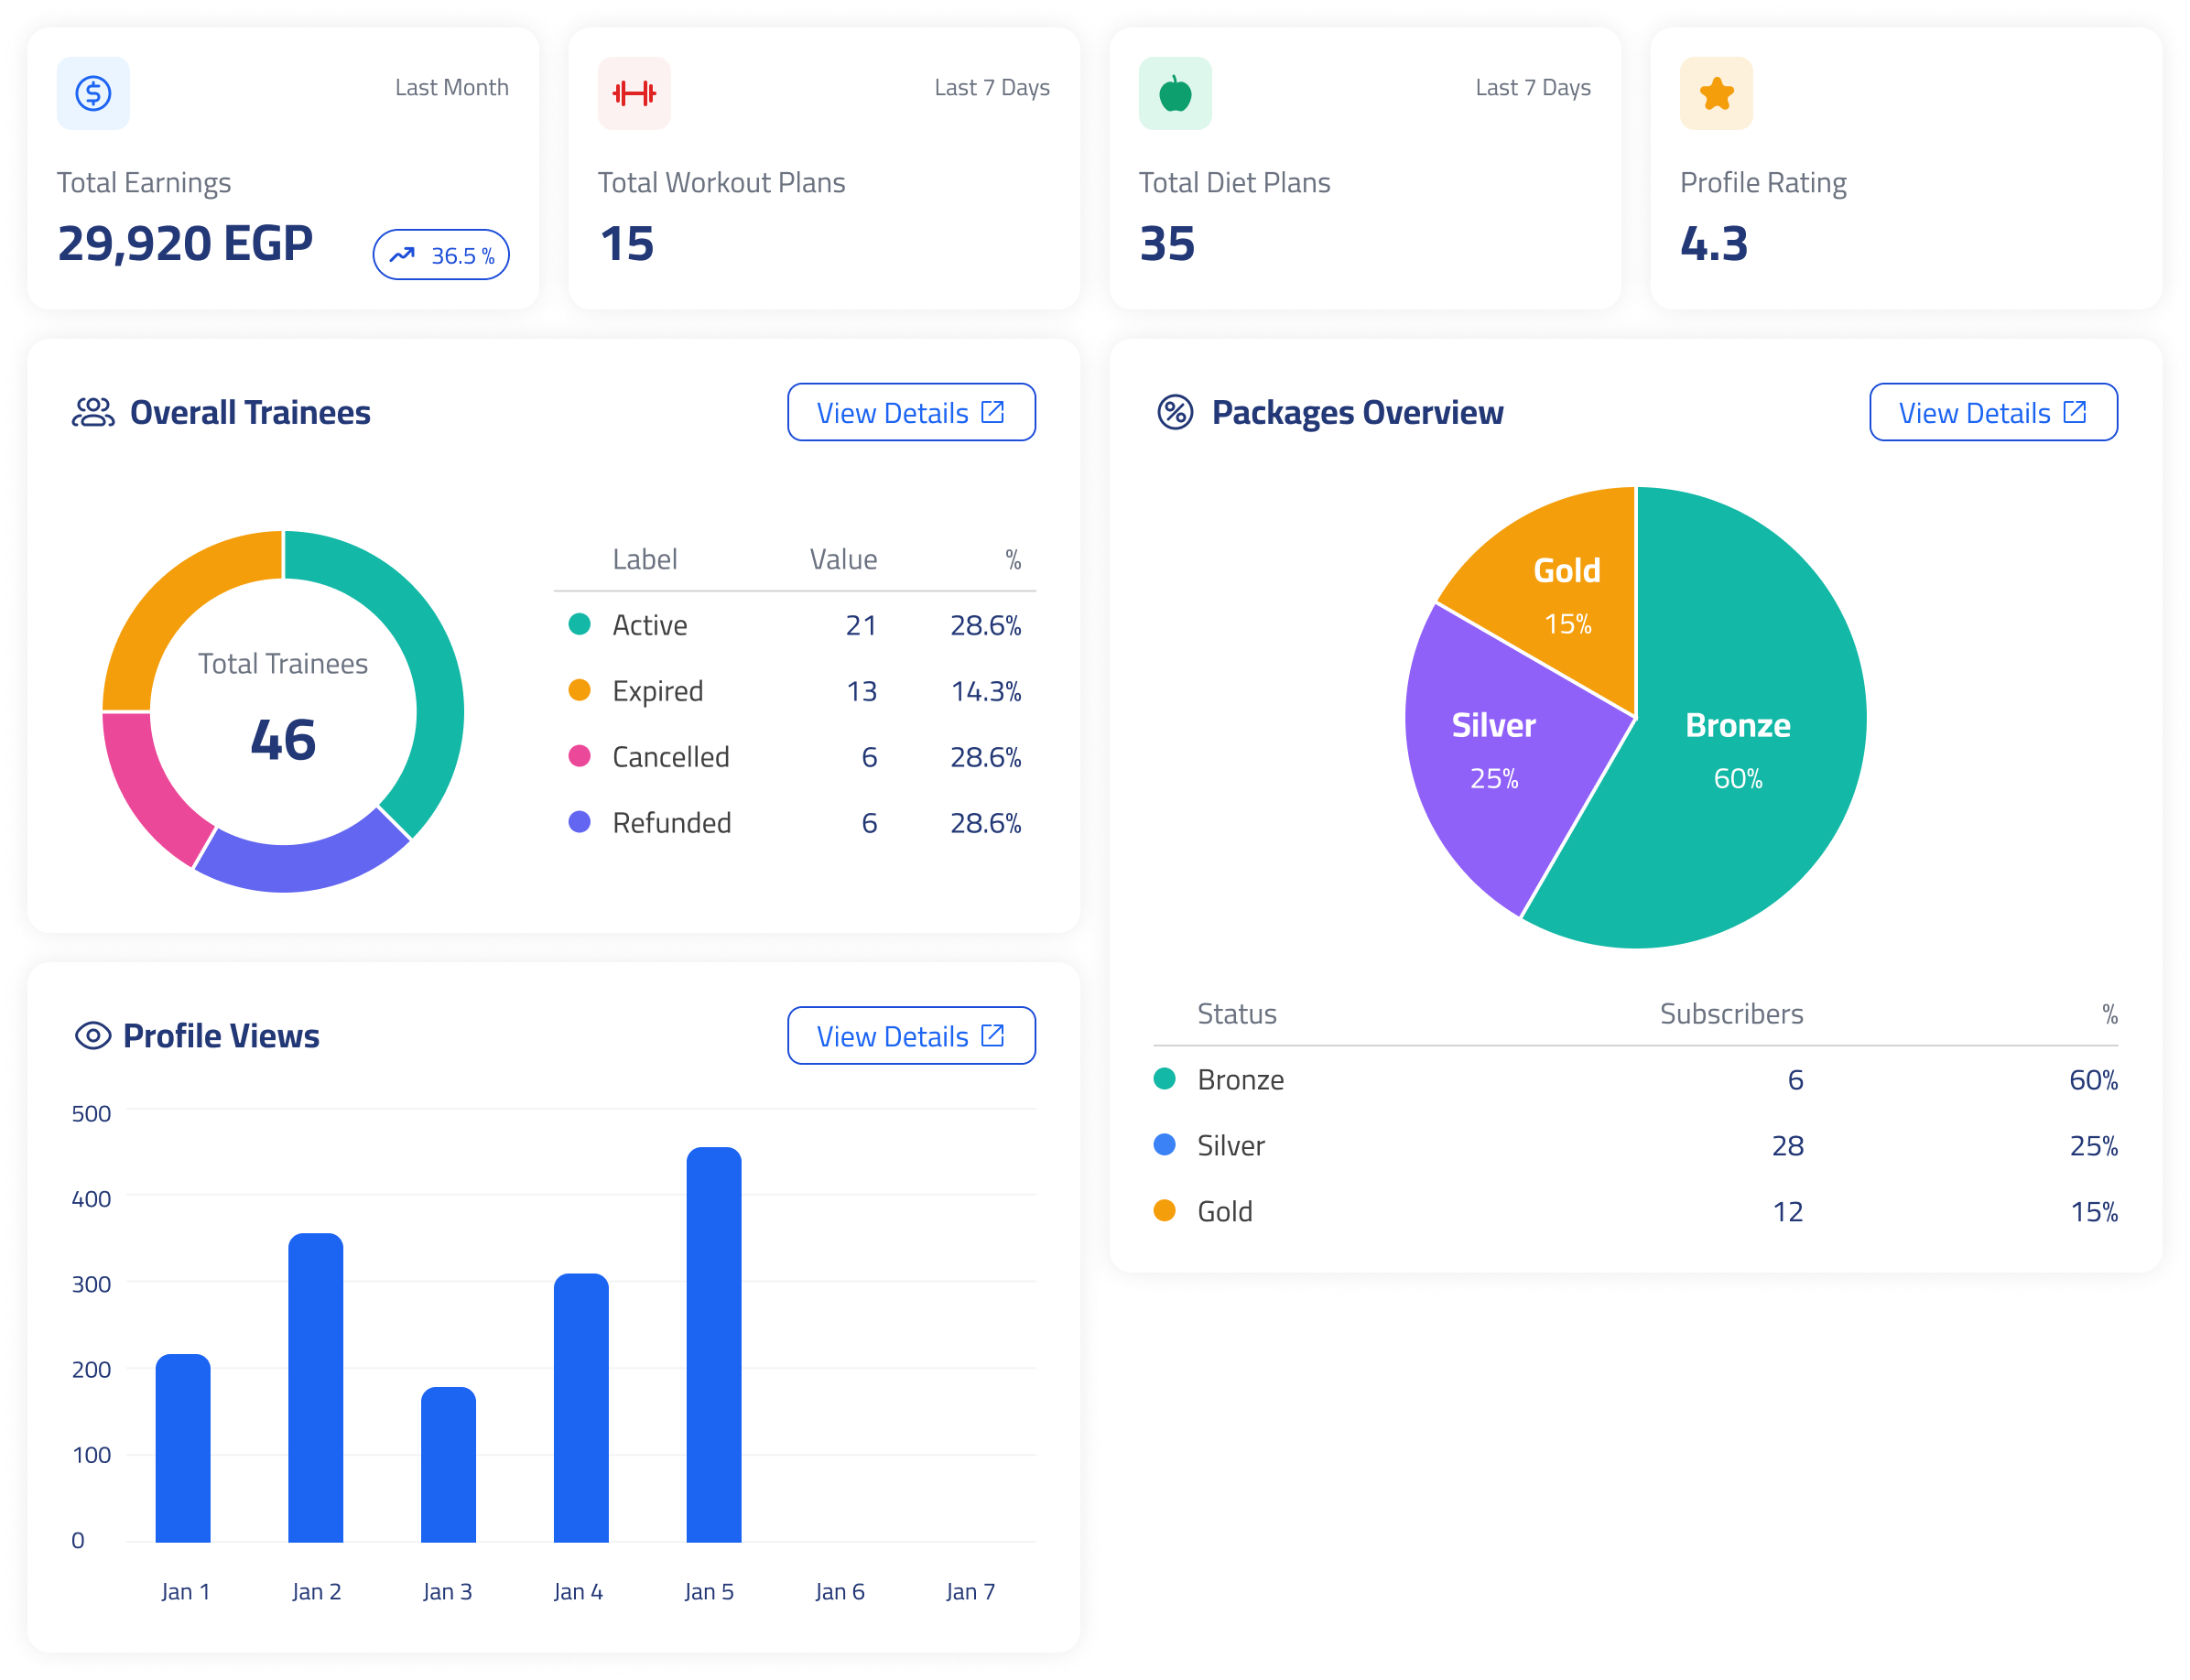 Last Month
Total Earnings
29,920 EGP
36.5 %
Last 7 Days
Total Workout Plans
15
Last 7 Days
Total Diet Plans
35
Profile Rating
4.3
Overall Trainees
View Details
Total Trainees
46
Label Value %
Active 21 28.6%
Expired 13 14.3%
Cancelled 6 28.6%
Refunded 6 28.6%
Packages Overview
View Details
Gold
15%
Silver
25%
Bronze
60%
Status Subscribers %
Bronze 6 60%
Silver 28 25%
Gold 12 15%
Profile Views
View Details
500
400
300
200
100
0
Jan 1 Jan 2 Jan 3 Jan 4 Jan 5 Jan 6 Jan 7